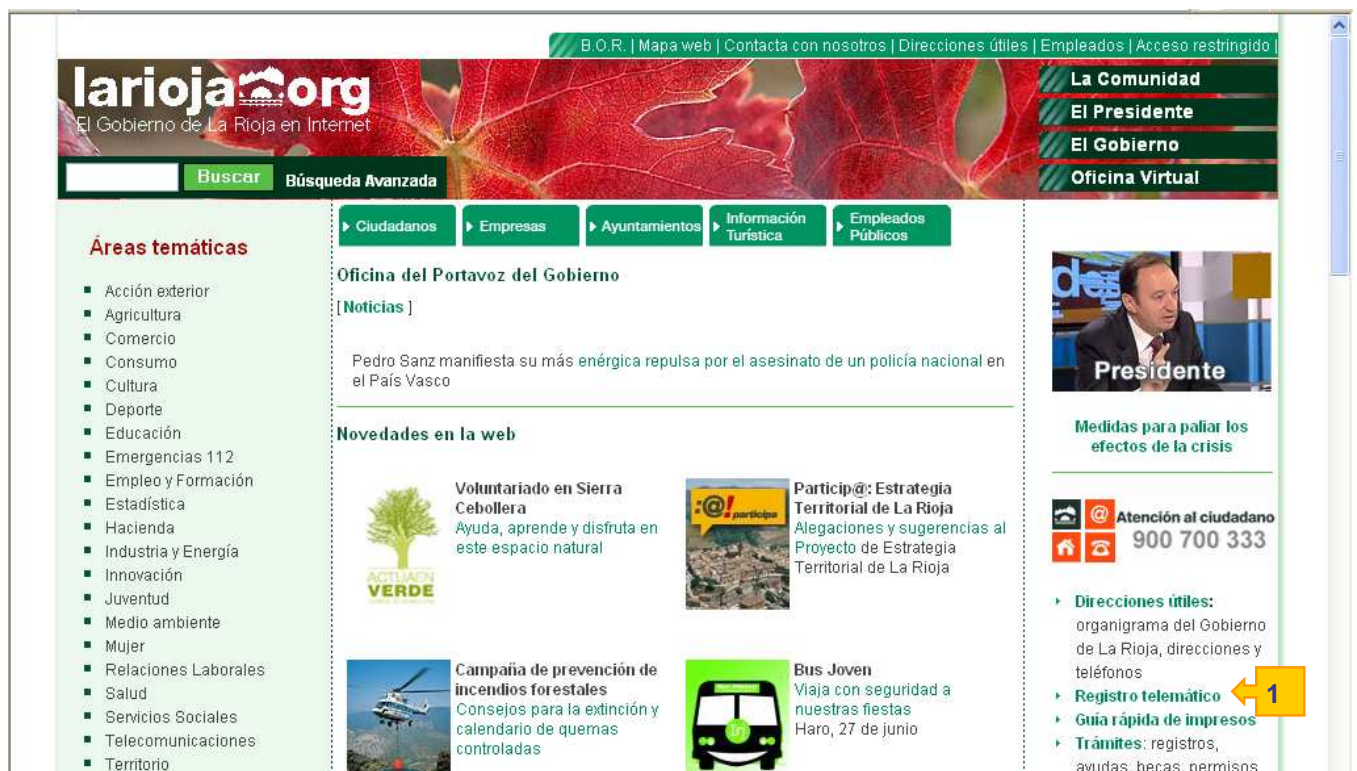 B.O.R. | Mapa web | Contacta con nosotros | Direcciones útiles | Empleados | Acceso restringido |
larioja org
El Gobierno de La Rioja en Internet
La Comunidad
El Presidente
El Gobierno
Oficina Virtual
Buscar Búsqueda Avanzada
Ciudadanos
Empresas
Ayuntamientos
Información
Turística
Empleados
Públicos
Áreas temáticas
Acción exterior
Agricultura
Comercio
Consumo
Cultura
Deporte
Educación
Emergencias 112
Empleo y Formación
Estadística
Hacienda
Industria y Energía
Innovación
Juventud
Medio ambiente
Mujer
Relaciones Laborales
Salud
Servicios Sociales
Telecomunicaciones
Territorio
Oficina del Portavoz del Gobierno
[ Noticias ]
Pedro Sanz manifiesta su más enérgica repulsa por el asesinato de un policía nacional en
el País Vasco
Novedades en la web
ACTUAEN
VERDE
Voluntariado en Sierra
Cebollera
Ayuda, aprende y disfruta en
este espacio natural
:@! participa
Particip@: Estrategia
Territorial de La Rioja
Alegaciones y sugerencias al
Proyecto de Estrategia
Territorial de La Rioja
Campaña de prevención de
incendios forestales
Consejos para la extinción y
calendario de quemas
controladas
Bus Joven
Viaja con seguridad a
nuestras fiestas
Haro, 27 de junio
Presidente
Medidas para paliar los
efectos de la crisis
@ Atención al ciudadano
900 700 333
Direcciones útiles:
organigrama del Gobierno
de La Rioja, direcciones y
teléfonos
Registro telemático
1
Guía rápida de impresos
Trámites: registros,
ayudas, becas, permisos